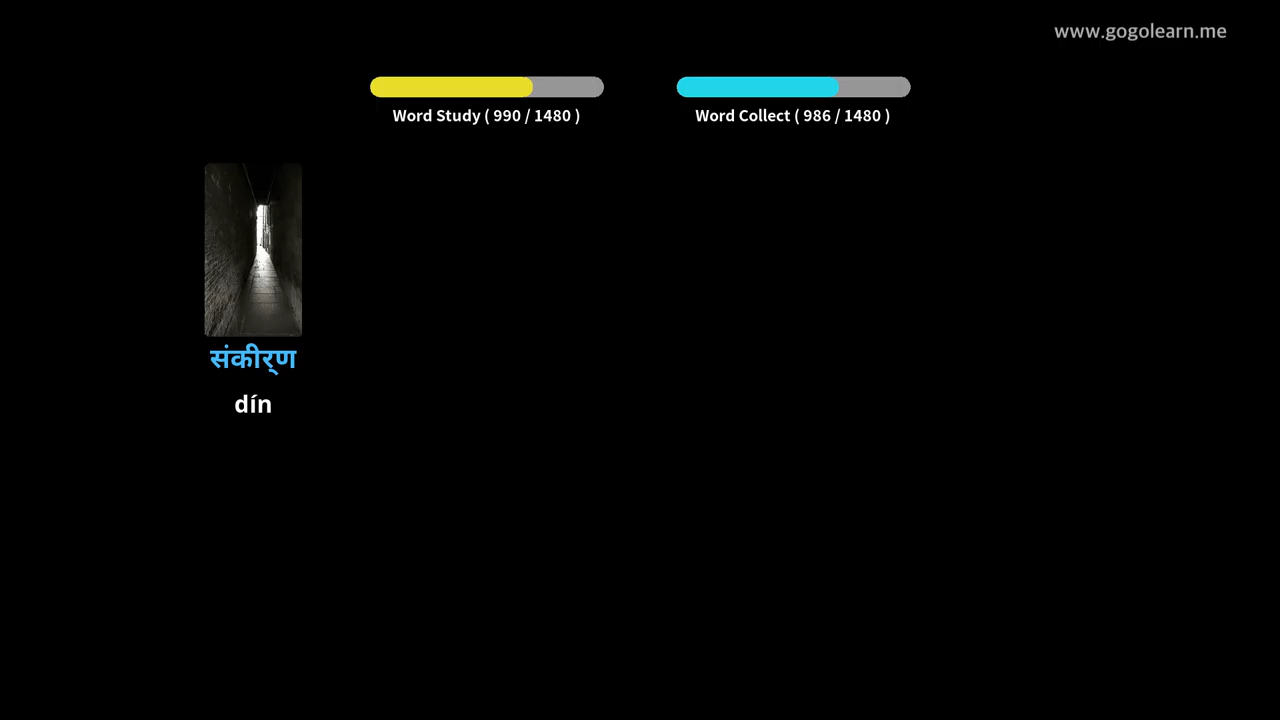 www.gogolearn.me
Word Study ( 990 / 1480 )
Word Collect ( 986 / 1480 )
संकीर्‌ण
dín